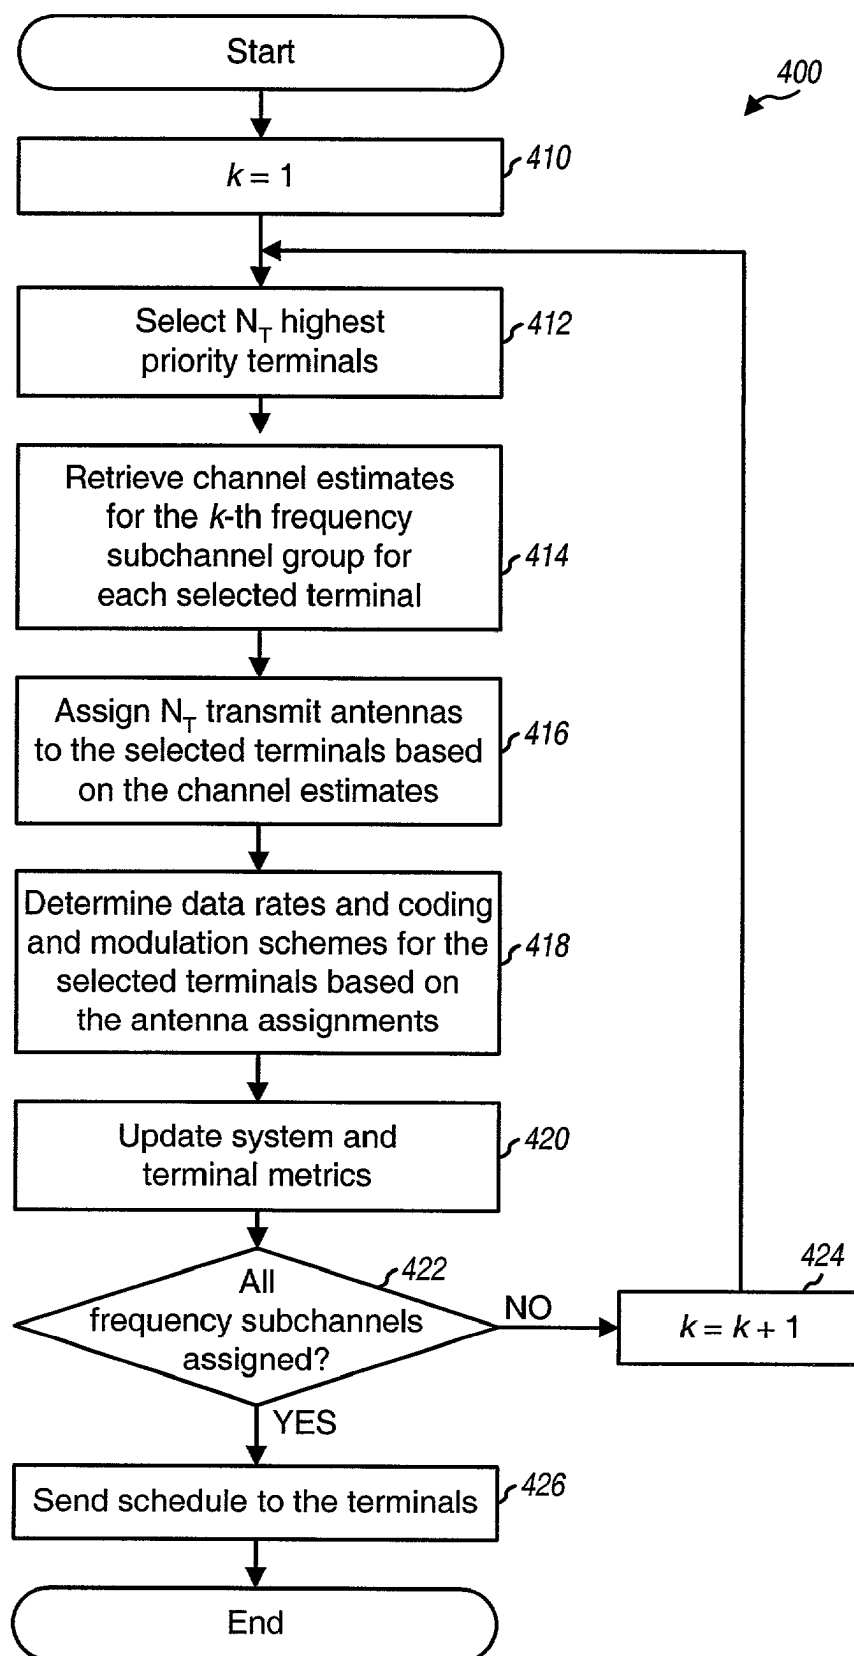 Start
400
k = 1
410
Select N_T highest
priority terminals
412
Retrieve channel estimates
for the k-th frequency
subchannel group for
each selected terminal
414
Assign N_T transmit antennas
to the selected terminals based
on the channel estimates
416
Determine data rates and coding
and modulation schemes for the
selected terminals based on
the antenna assignments
418
Update system and
terminal metrics
420
All
frequency subchannels
assigned?
422
NO
k = k + 1
424
YES
Send schedule to the terminals
426
End